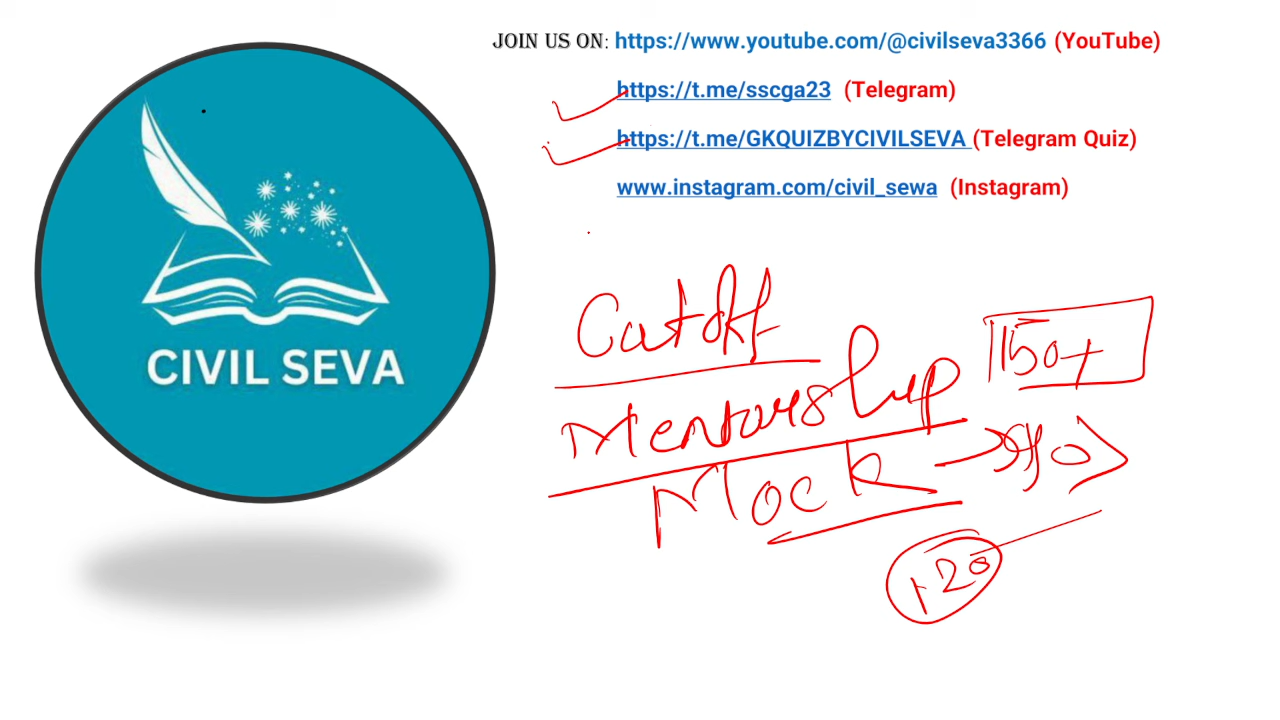 JOIN US ON: https://www.youtube.com/@civilseva3366 (YouTube)
https://t.me/sscga23 (Telegram)
https://t.me/GKQUIZBYCIVILSEVA (Telegram Quiz)
www.instagram.com/civil_sewa (Instagram)
CIVIL SEVA
Cutoff
Mentorship
150+
Mock
120